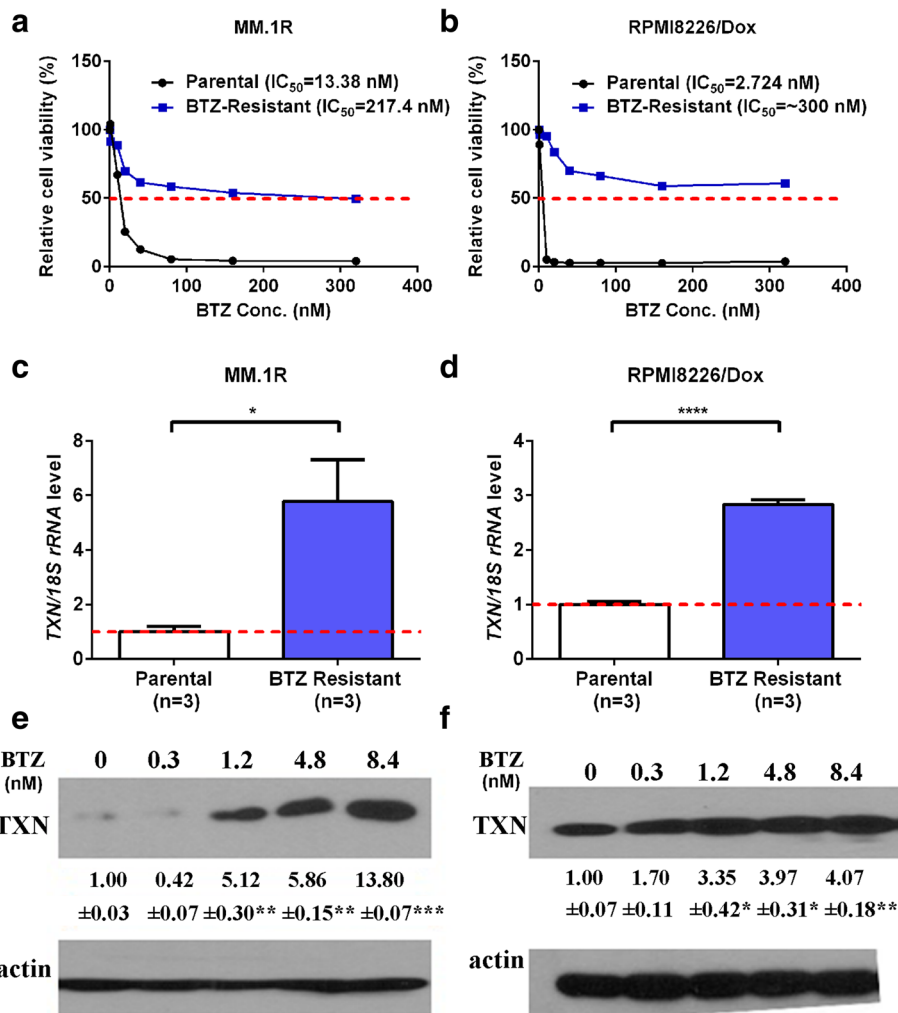 a
MM.1R
Relative cell viability (%)
150
100
50
0
Parental (IC50=13.38 nM)
BTZ-Resistant (IC50=217.4 nM)
0 100 200 300 400
BTZ Conc. (nM)
b
RPMI8226/Dox
Relative cell viability (%)
150
100
50
0
Parental (IC50=2.724 nM)
BTZ-Resistant (IC50=~300 nM)
0 100 200 300 400
BTZ Conc. (nM)
c
MM.1R
*
TXN/18S rRNA level
8
6
4
2
0
Parental BTZ Resistant
(n=3) (n=3)
d
RPMI8226/Dox
****
TXN/18S rRNA level
4
3
2
1
0
Parental BTZ Resistant
(n=3) (n=3)
e
BTZ 0 0.3 1.2 4.8 8.4
(nM)
TXN
1.00 0.42 5.12 5.86 13.80
±0.03 ±0.07 ±0.30** ±0.15** ±0.07***
actin
f
BTZ 0 0.3 1.2 4.8 8.4
(nM)
TXN
1.00 1.70 3.35 3.97 4.07
±0.07 ±0.11 ±0.42* ±0.31* ±0.18**
actin